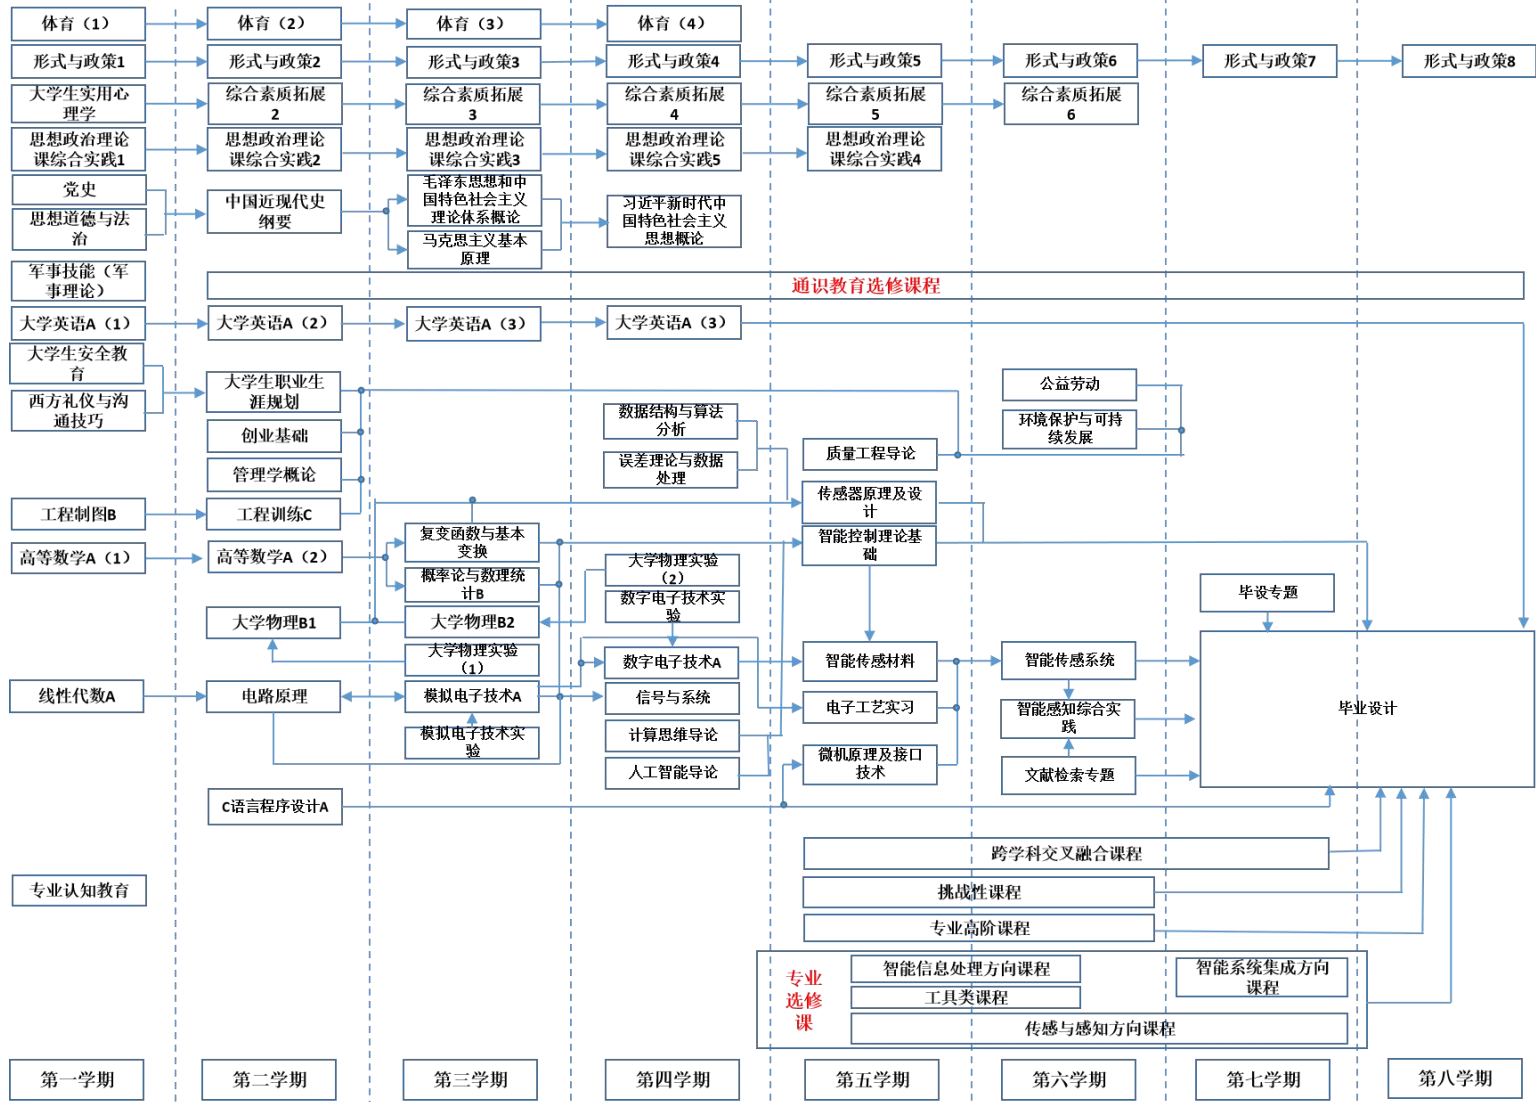 体育（1）
体育（2）
体育（3）
体育（4）
形式与政策1
形式与政策2
形式与政策3
形式与政策4
形式与政策5
形式与政策6
形式与政策7
形式与政策8
大学生实用心
理学
综合素质拓展
2
综合素质拓展
3
综合素质拓展
4
综合素质拓展
5
综合素质拓展
6
思想政治理论
课综合实践1
思想政治理论
课综合实践2
思想政治理论
课综合实践3
思想政治理论
课综合实践5
思想政治理论
课综合实践4
党史
思想道德与法
治
中国近现代史
纲要
毛泽东思想和中
国特色社会主义
理论体系概论
马克思主义基本
原理
习近平新时代中
国特色社会主义
思想概论
军事技能（军
事理论）
通识教育选修课程
大学英语A（1）
大学英语A（2）
大学英语A（3）
大学英语A（3）
大学生安全教
育
西方礼仪与沟
通技巧
大学生职业生
涯规划
创业基础
管理学概论
工程制图B
工程训练C
数据结构与算法
分析
误差理论与数据
处理
质量工程导论
公益劳动
环境保护与可持
续发展
传感器原理及设
计
智能控制理论基
础
高等数学A（1）
高等数学A（2）
复变函数与基本
变换
概率论与数理统
计B
大学物理实验
（2）
数字电子技术实
验
毕设专题
大学物理B1
大学物理B2
大学物理实验
（1）
数字电子技术A
智能传感材料
智能传感系统
线性代数A
电路原理
模拟电子技术A
信号与系统
电子工艺实习
智能感知综合实
践
毕业设计
模拟电子技术实
验
计算思维导论
人工智能导论
微机原理及接口
技术
文献检索专题
C语言程序设计A
跨学科交叉融合课程
专业认知教育
挑战性课程
专业高阶课程
专业
选修
课
智能信息处理方向课程
工具类课程
智能系统集成方向
课程
传感与感知方向课程
第一学期
第二学期
第三学期
第四学期
第五学期
第六学期
第七学期
第八学期